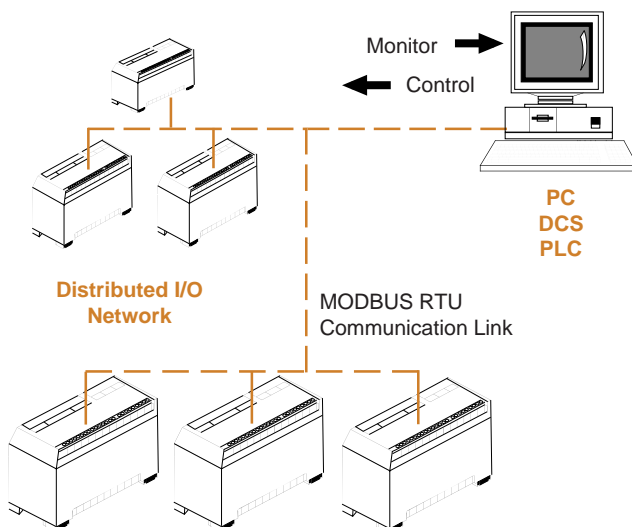 Monitor
Control
PC
DCS
PLC
Distributed I/O
Network
MODBUS RTU
Communication Link